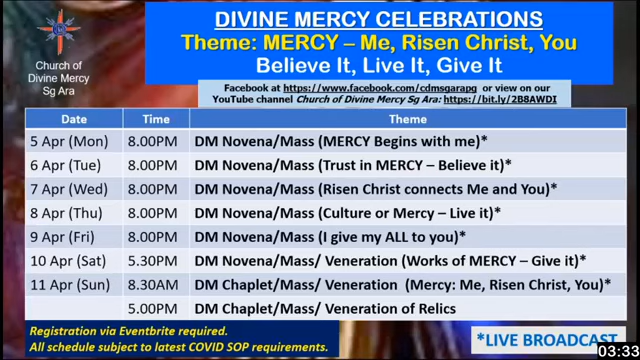 DIVINE MERCY CELEBRATIONS
Theme: MERCY – Me, Risen Christ, You
Believe It, Live It, Give It
Church of
Divine Mercy
Sg Ara
Facebook at https://www.facebook.com/cdmsgarapg or view on our
YouTube channel Church of Divine Mercy Sg Ara: https://bit.ly/2B8AWDI
Date Time Theme
5 Apr (Mon) 8.00PM DM Novena/Mass (MERCY Begins with me)*
6 Apr (Tue) 8.00PM DM Novena/Mass (Trust in MERCY – Believe it)*
7 Apr (Wed) 8.00PM DM Novena/Mass (Risen Christ connects Me and You)*
8 Apr (Thu) 8.00PM DM Novena/Mass (Culture or Mercy – Live it)*
9 Apr (Fri) 8.00PM DM Novena/Mass (I give my ALL to you)*
10 Apr (Sat) 5.30PM DM Novena/Mass/ Veneration (Works of MERCY – Give it)*
11 Apr (Sun) 8.30AM DM Chaplet/Mass/ Veneration (Mercy: Me, Risen Christ, You)*
5.00PM DM Chaplet/Mass/ Veneration of Relics
Registration via Eventbrite required.
All schedule subject to latest COVID SOP requirements.
*LIVE BROADCAST
03:33